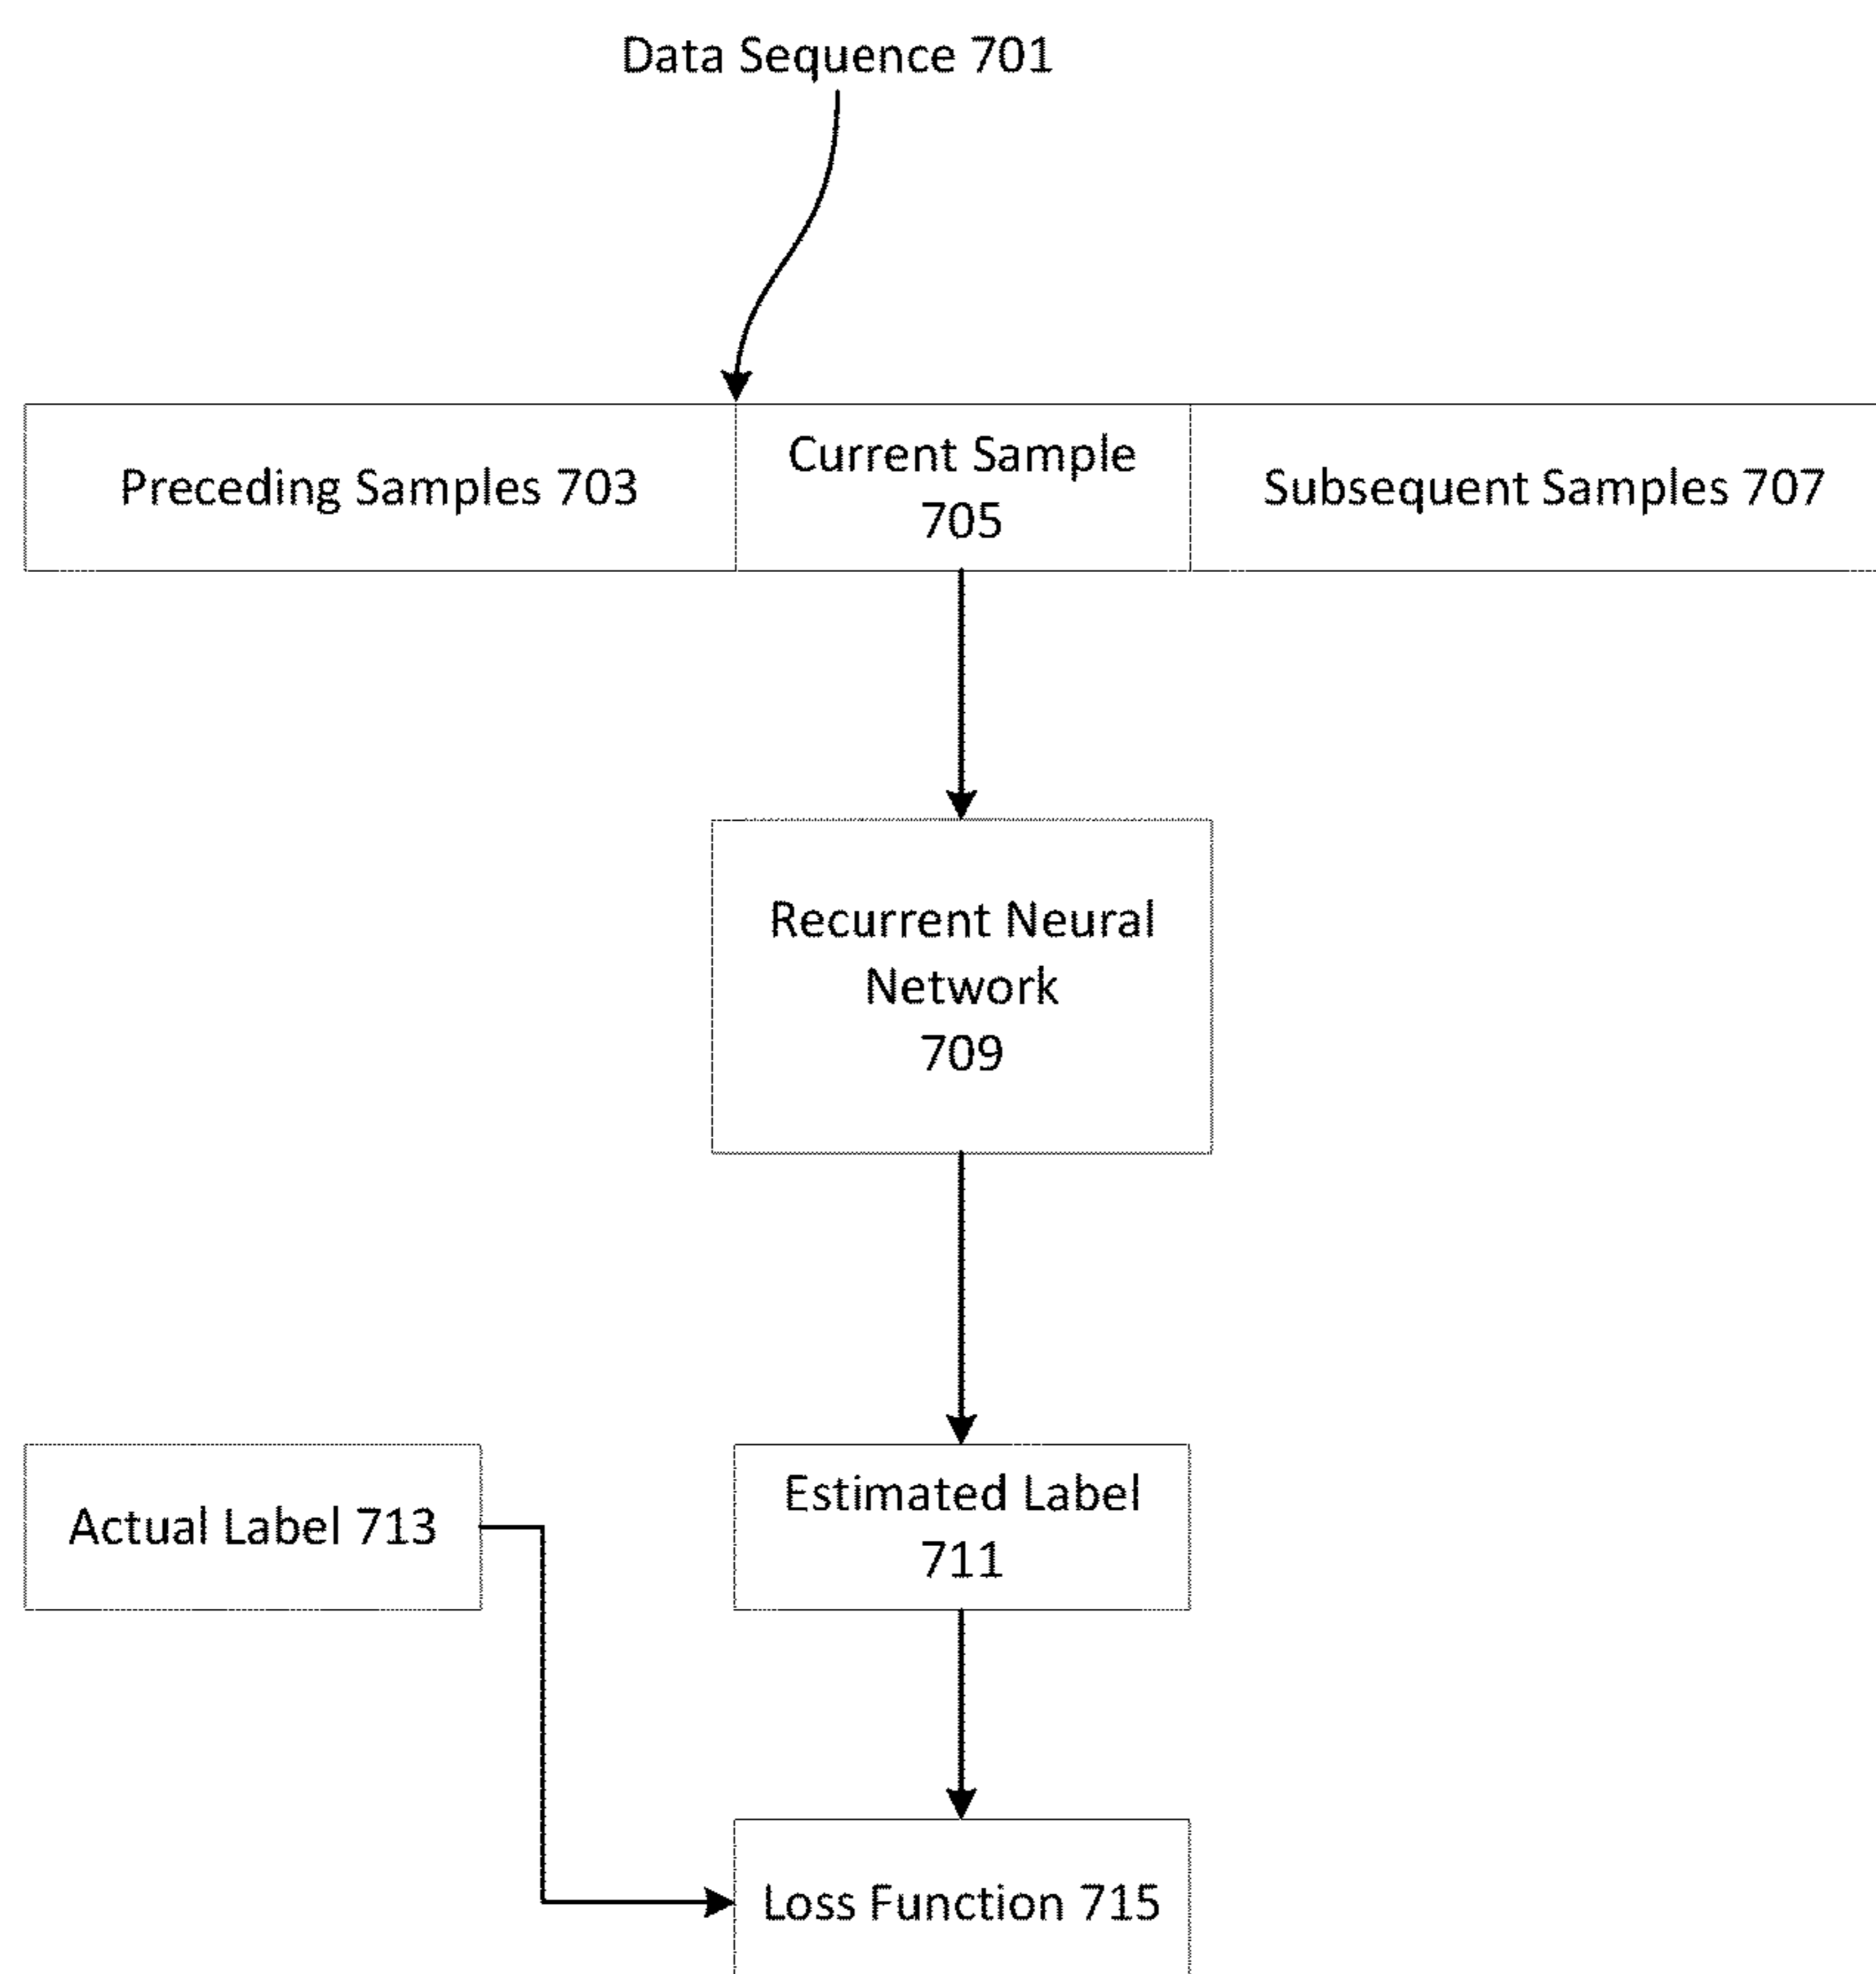 Data Sequence 701
Preceding Samples 703
Current Sample
705
Subsequent Samples 707
Recurrent Neural
Network
709
Actual Label 713
Estimated Label
711
Loss Function 715